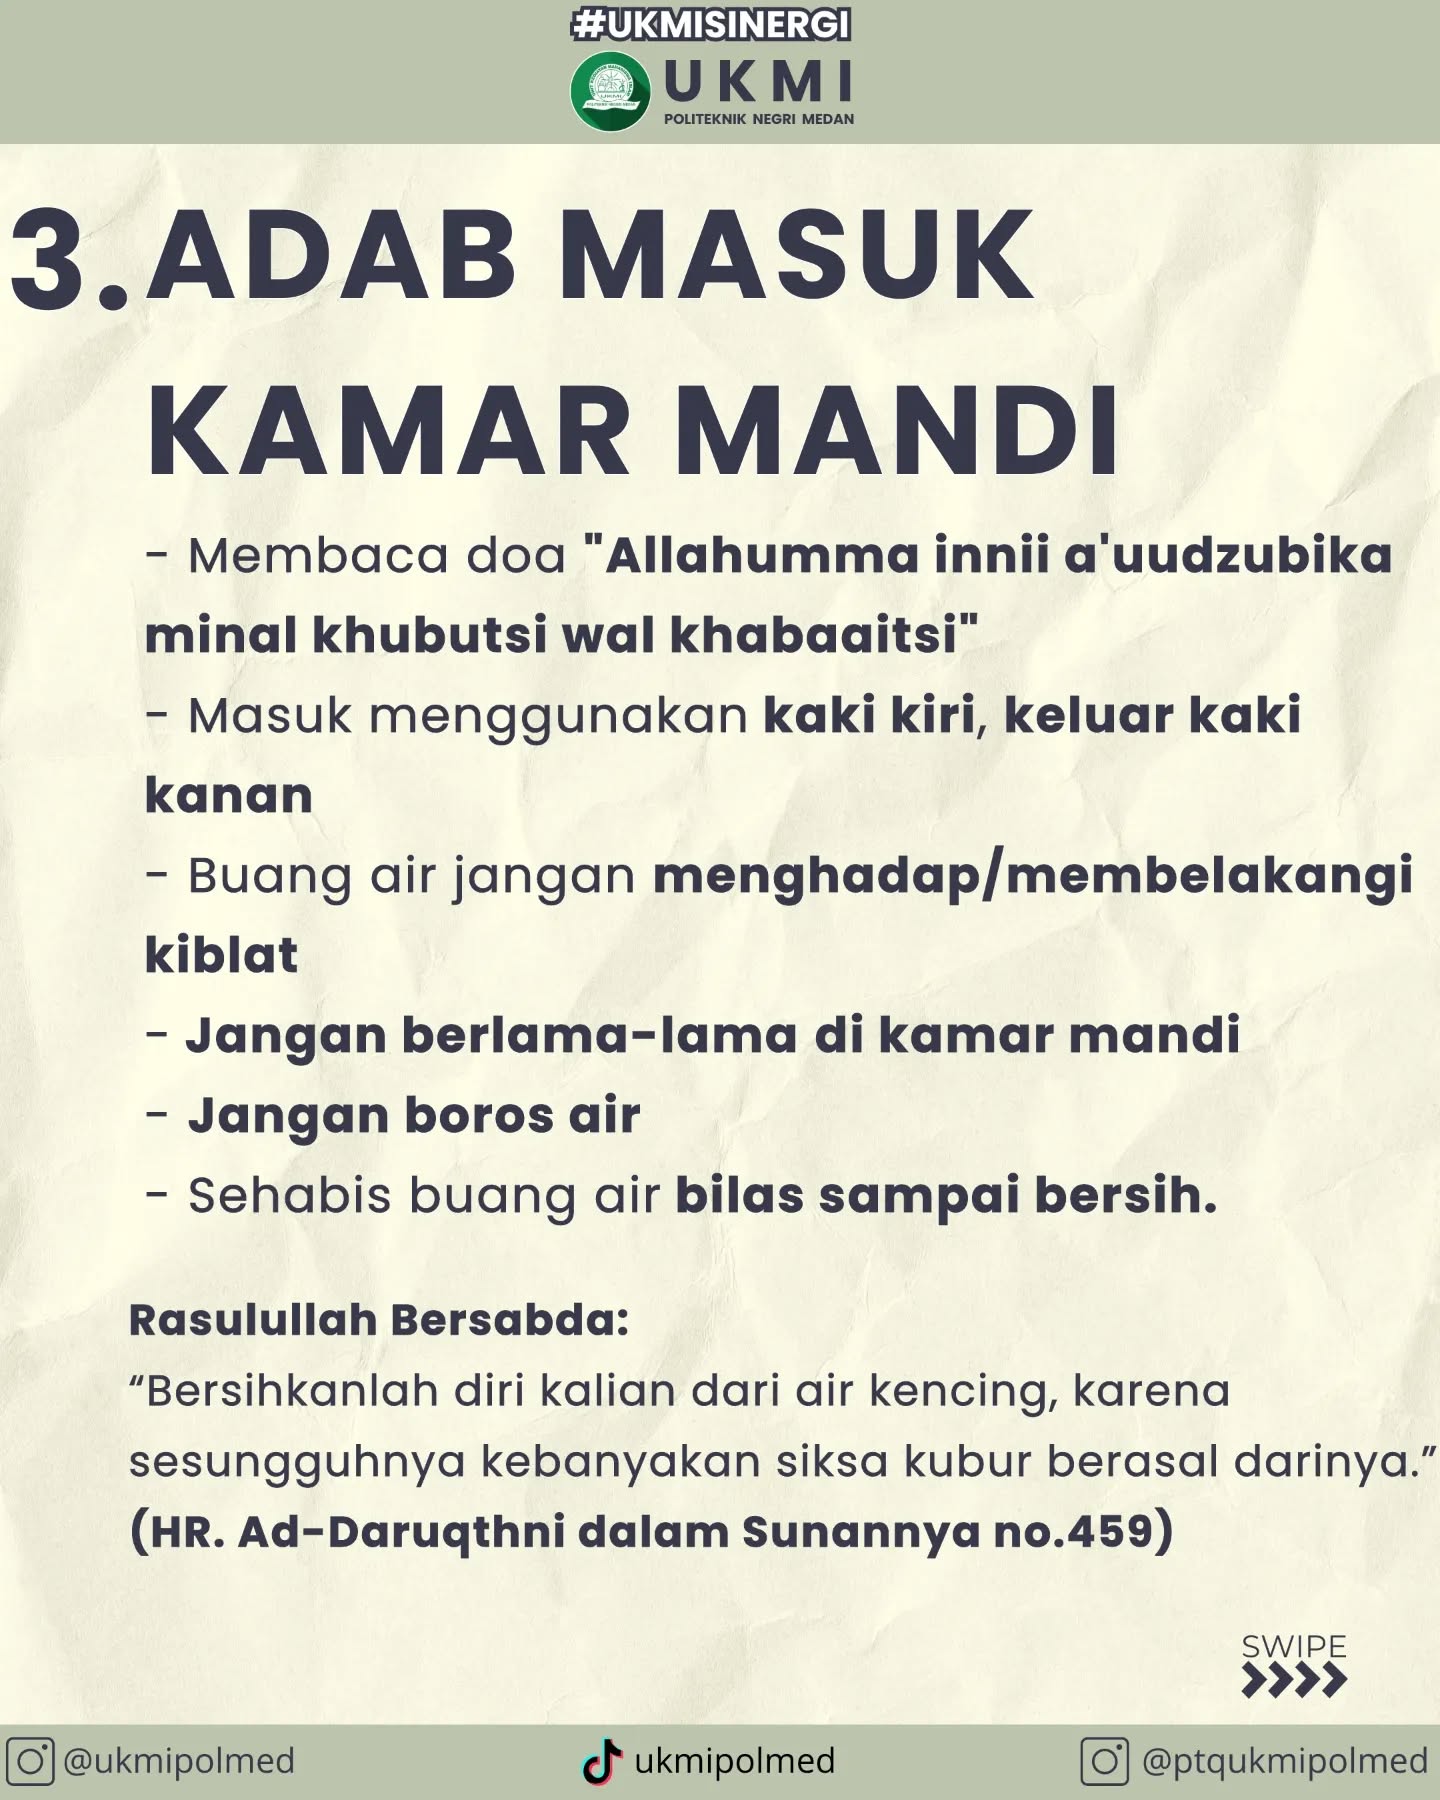 #UKMISINERGI
UKMI
POLITEKNIK NEGRI MEDAN
3. ADAB MASUK
KAMAR MANDI
- Membaca doa "Allahumma innii a'uudzubika
minal khubutsi wal khabaaitsi"
- Masuk menggunakan kaki kiri, keluar kaki
kanan
- Buang air jangan menghadap/membelakangi
kiblat
- Jangan berlama-lama di kamar mandi
- Jangan boros air
- Sehabis buang air bilas sampai bersih.
Rasulullah Bersabda:
“Bersihkanlah diri kalian dari air kencing, karena
sesungguhnya kebanyakan siksa kubur berasal darinya.”
(HR. Ad-Daruqthni dalam Sunannya no.459)
SWIPE
@ukmipolmed
ukmipolmed
@ptqukmipolmed